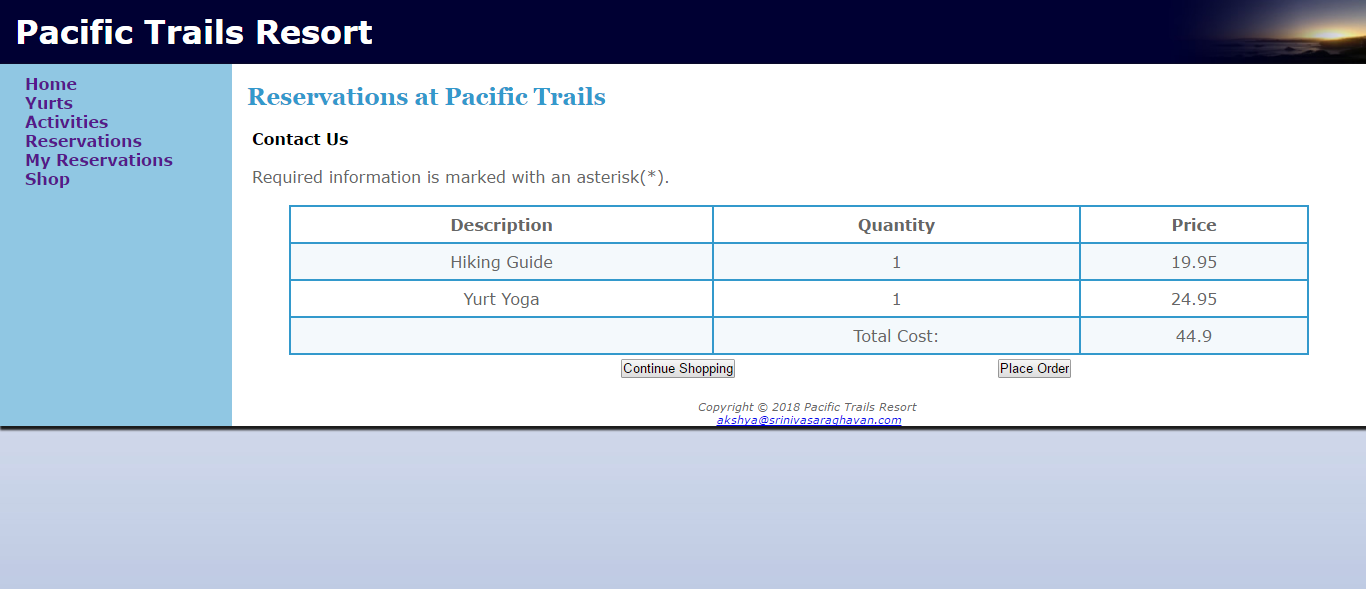 Pacific Trails Resort
Home
Yurts
Activities
Reservations
My Reservations
Shop
Reservations at Pacific Trails
Contact Us
Required information is marked with an asterisk(*).
Description Quantity Price
Hiking Guide 1 19.95
Yurt Yoga 1 24.95
Total Cost: 44.9
Continue Shopping Place Order
Copyright © 2018 Pacific Trails Resort
akshya@srinivasaraghavan.com